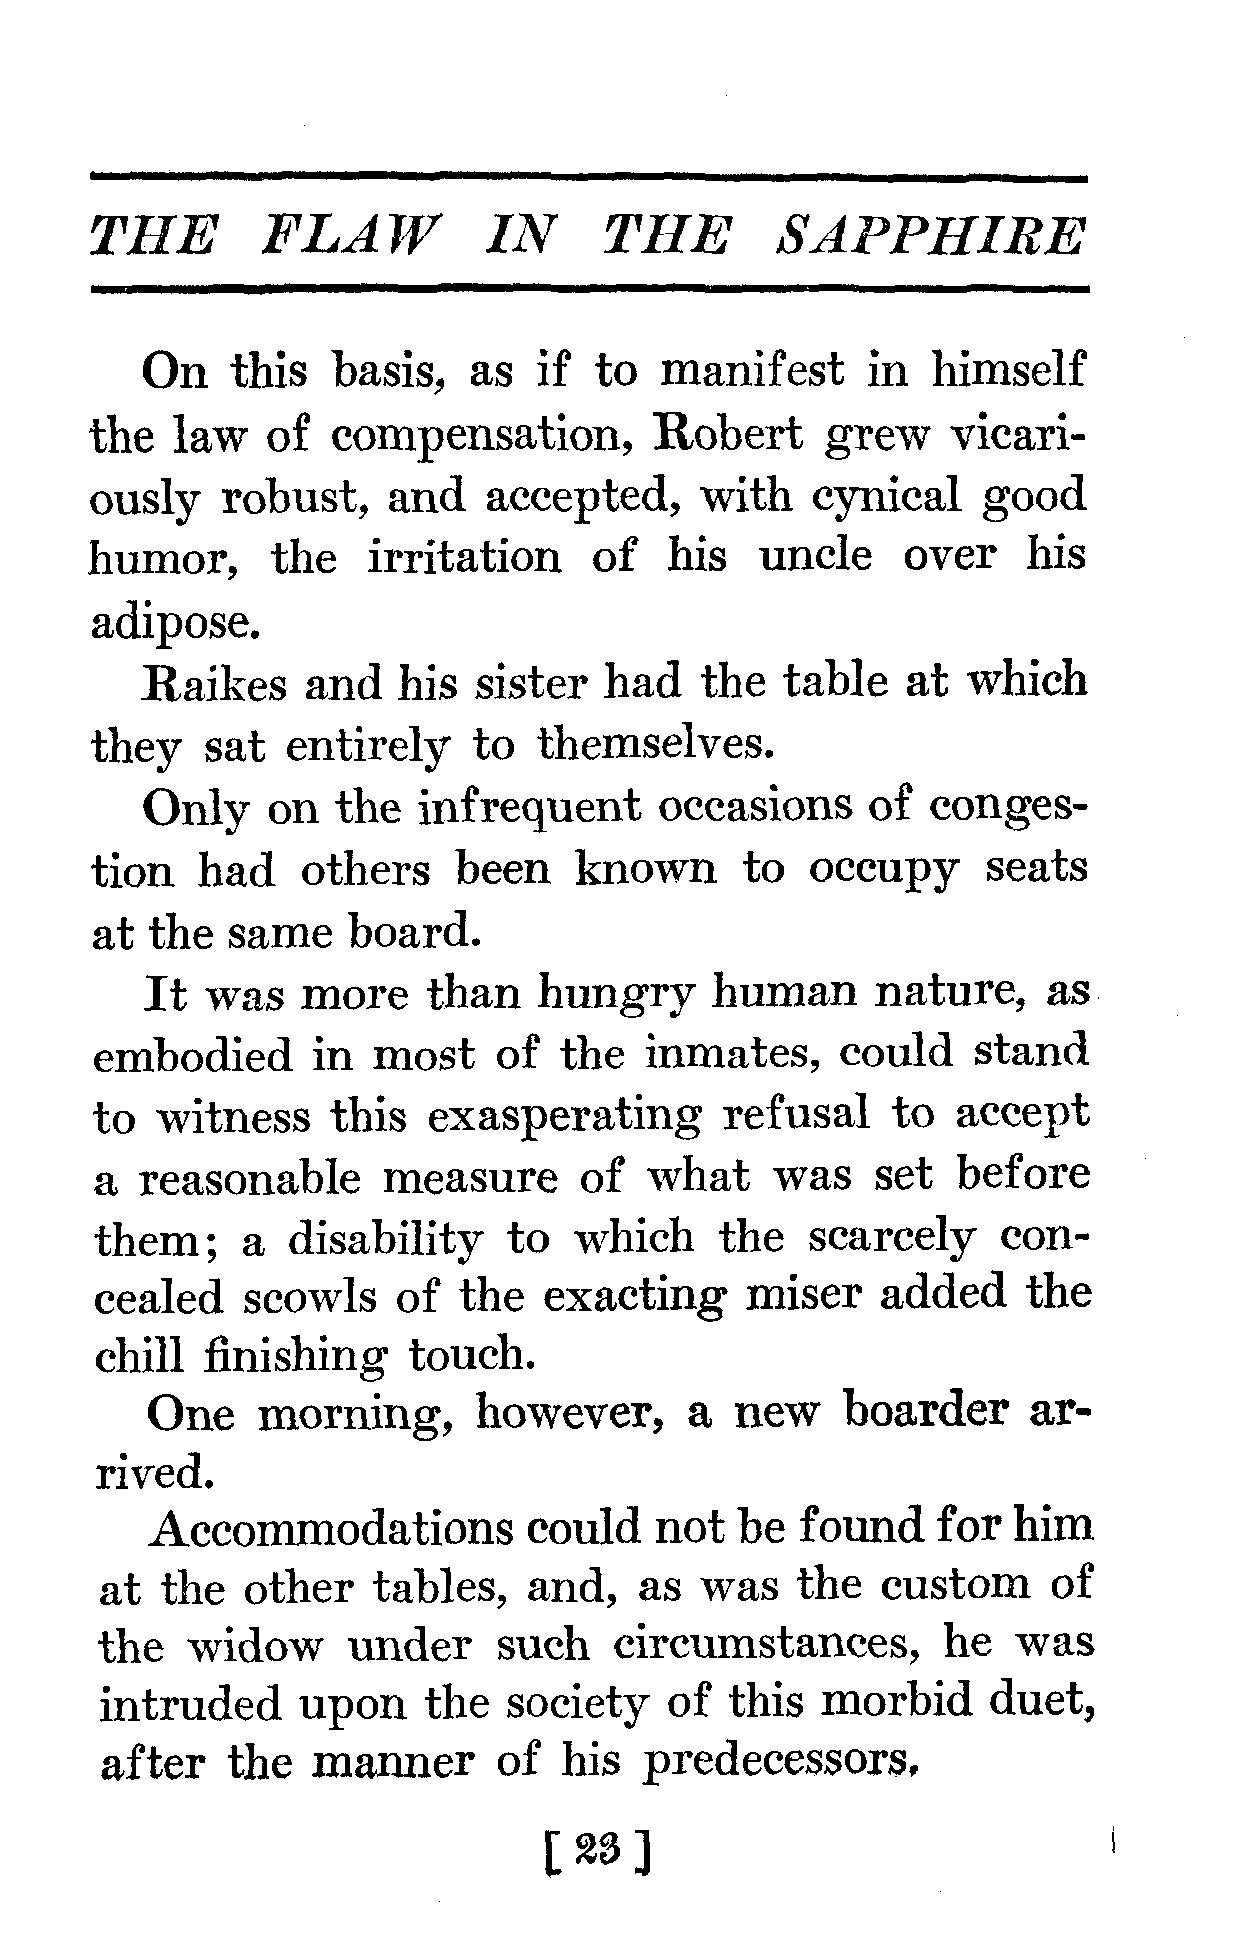 THE FLAW IN THE SAPPHIRE
On this basis, as if to manifest in himself
the law of compensation, Robert grew vicari-
ously robust, and accepted, with cynical good
humor, the irritation of his uncle over his
adipose.
Raikes and his sister had the table at which
they sat entirely to themselves.
Only on the infrequent occasions of conges-
tion had others been known to occupy seats
at the same board.
It was more than hungry human nature, as
embodied in most of the inmates, could stand
to witness this exasperating refusal to accept
a reasonable measure of what was set before
them; a disability to which the scarcely con-
cealed scowls of the exacting miser added the
chill finishing touch.
One morning, however, a new boarder ar-
rived.
Accommodations could not be found for him
at the other tables, and, as was the custom of
the widow under such circumstances, he was
intruded upon the society of this morbid duet,
after the manner of his predecessors.
[ 23 ]